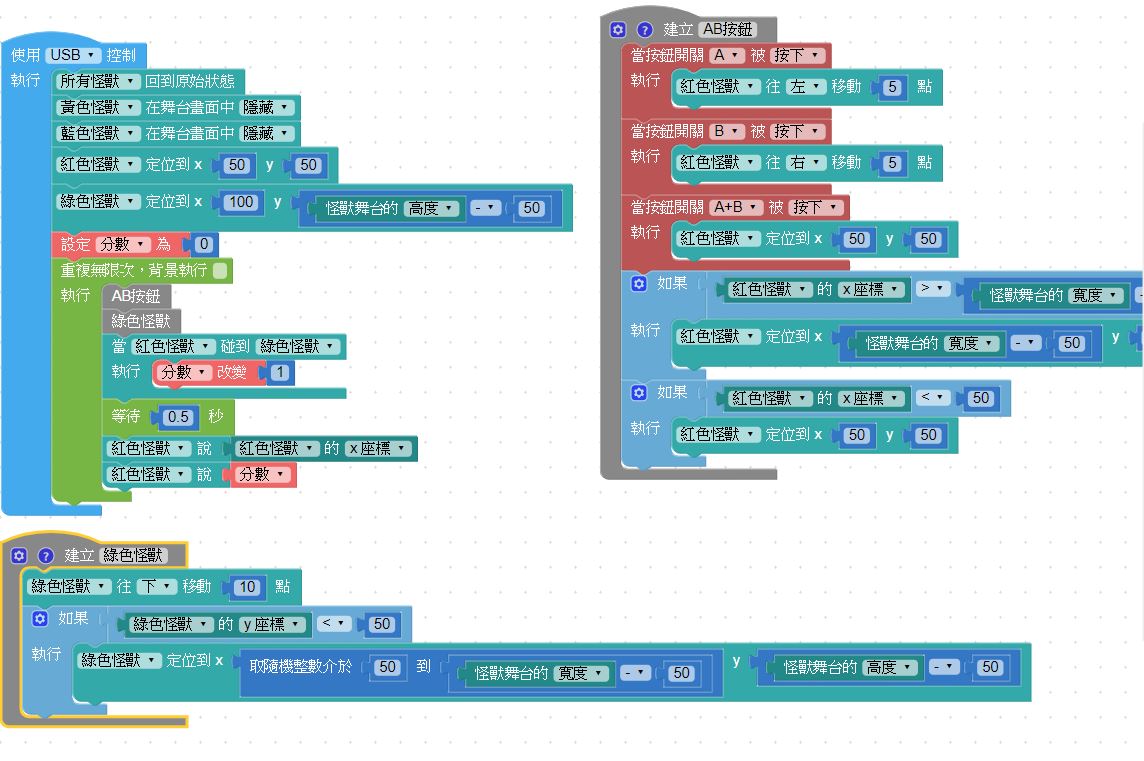 使用 USB 控制
執行 所有怪獸 回到原始狀態
黃色怪獸 在舞台畫面中 隱藏
藍色怪獸 在舞台畫面中 隱藏
紅色怪獸 定位到 x 50 y 50
綠色怪獸 定位到 x 100 y 怪獸舞台的 高度 - 50
設定 分數 為 0
重複無限次，背景執行
執行 AB按鈕
綠色怪獸
當 紅色怪獸 碰到 綠色怪獸
執行 分數 改變 1
等待 0.5 秒
紅色怪獸 說 紅色怪獸 的 x 座標
紅色怪獸 說 分數
? 建立 AB按鈕
當按鈕開關 A 被 按下
執行 紅色怪獸 往 左 移動 5 點
當按鈕開關 B 被 按下
執行 紅色怪獸 往 右 移動 5 點
當按鈕開關 A+B 被 按下
執行 紅色怪獸 定位到 x 50 y 50
如果 紅色怪獸 的 x 座標 > 怪獸舞台的 寬度 -
執行 紅色怪獸 定位到 x 怪獸舞台的 寬度 - 50 y
如果 紅色怪獸 的 x 座標 < 50
執行 紅色怪獸 定位到 x 50 y 50
? 建立 綠色怪獸
綠色怪獸 往 下 移動 10 點
如果 綠色怪獸 的 y 座標 < 50
執行 綠色怪獸 定位到 x 取隨機整數介於 50 到 怪獸舞台的 寬度 - 50 y 怪獸舞台的 高度 - 50